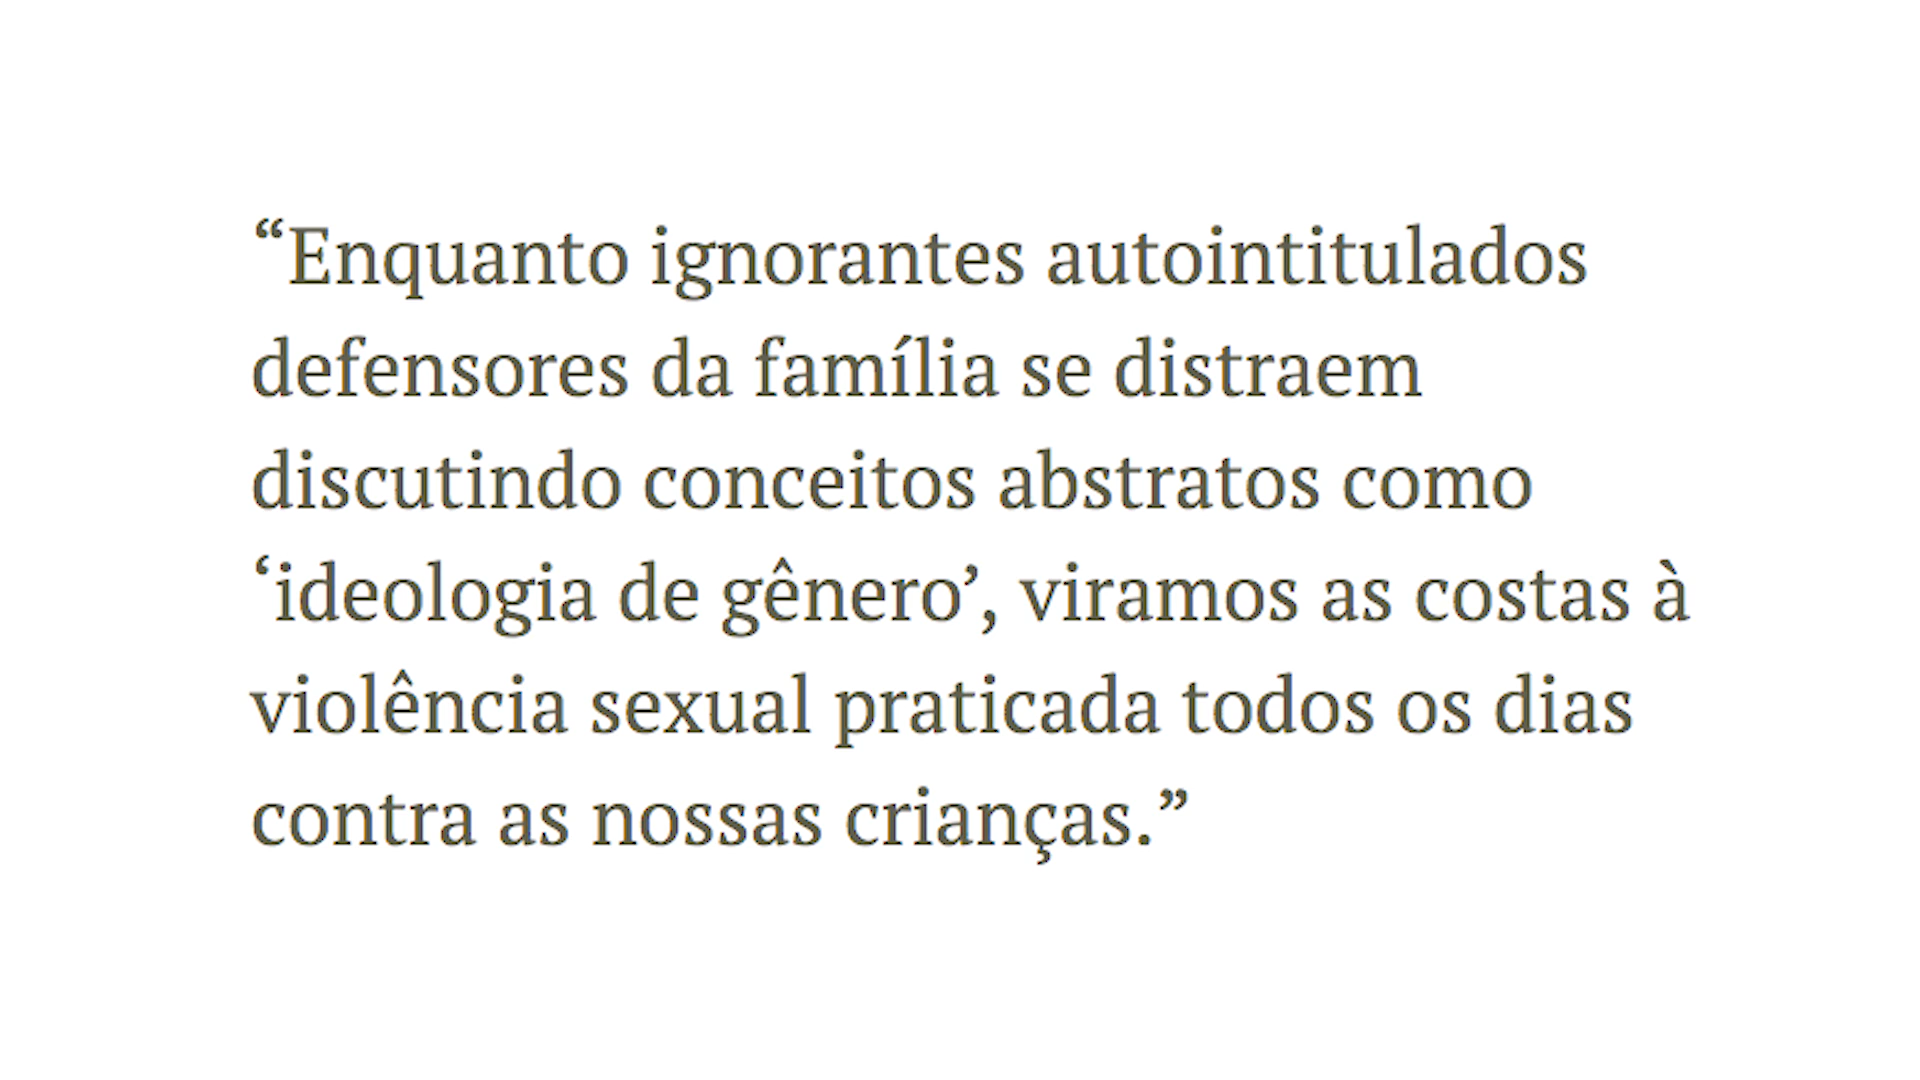 “Enquanto ignorantes autointitulados
defensores da família se distraem
discutindo conceitos abstratos como
‘ideologia de gênero’, viramos as costas à
violência sexual praticada todos os dias
contra as nossas crianças.”